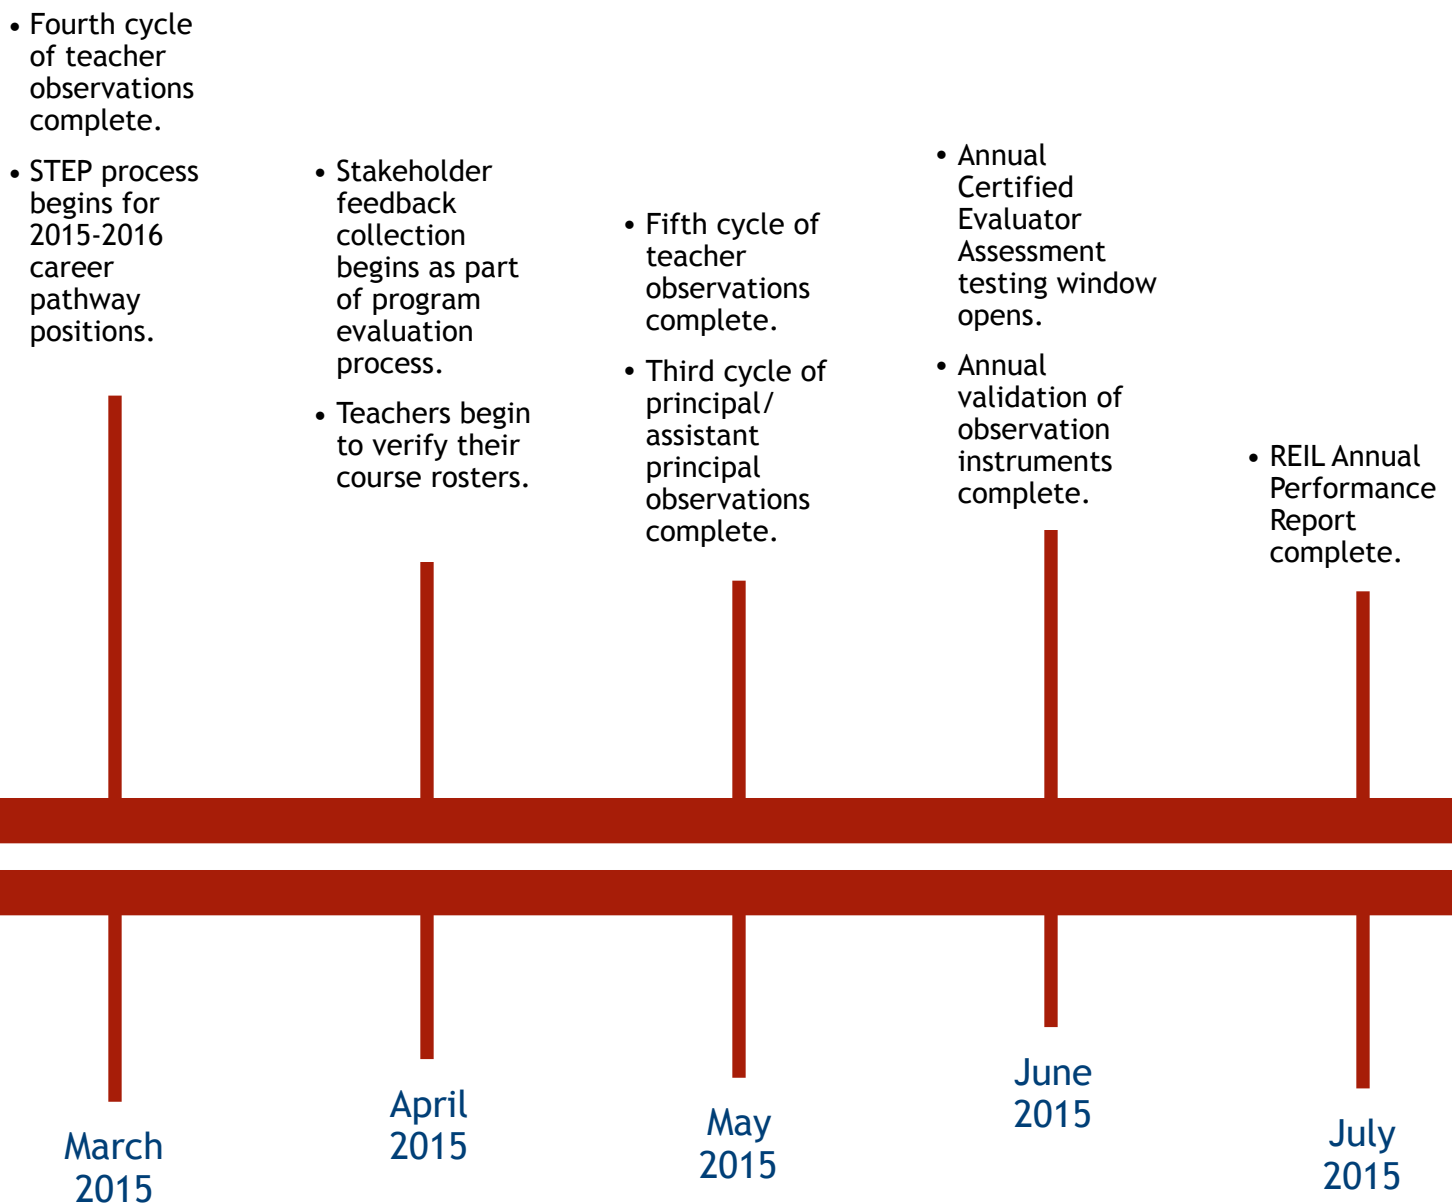 • Fourth cycle
of teacher
observations
complete.
• STEP process
begins for
2015-2016
career
pathway
positions.
• Stakeholder
feedback
collection
begins as part
of program
evaluation
process.
• Teachers begin
to verify their
course rosters.
• Fifth cycle of
teacher
observations
complete.
• Third cycle of
principal/
assistant
principal
observations
complete.
• Annual
Certified
Evaluator
Assessment
testing window
opens.
• Annual
validation of
observation
instruments
complete.
• REIL Annual
Performance
Report
complete.
March
2015
April
2015
May
2015
June
2015
July
2015